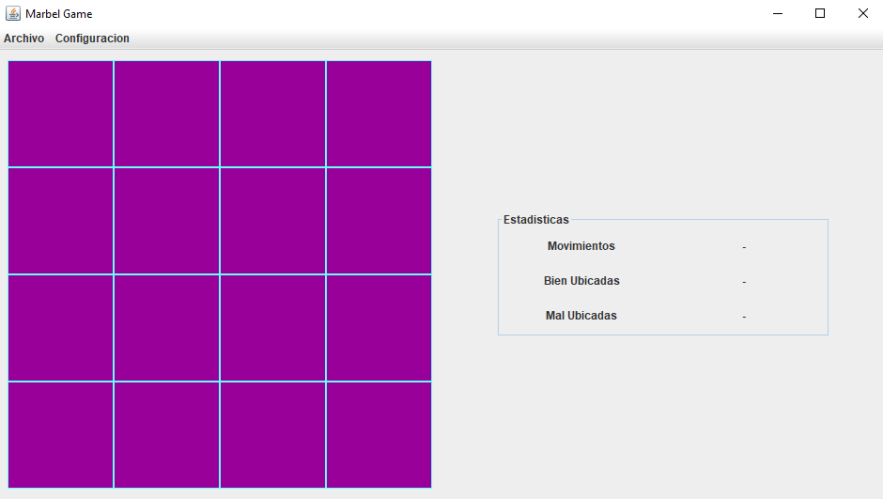 Marbel Game
Archivo Configuracion
Estadisticas
Movimientos -
Bien Ubicadas -
Mal Ubicadas -